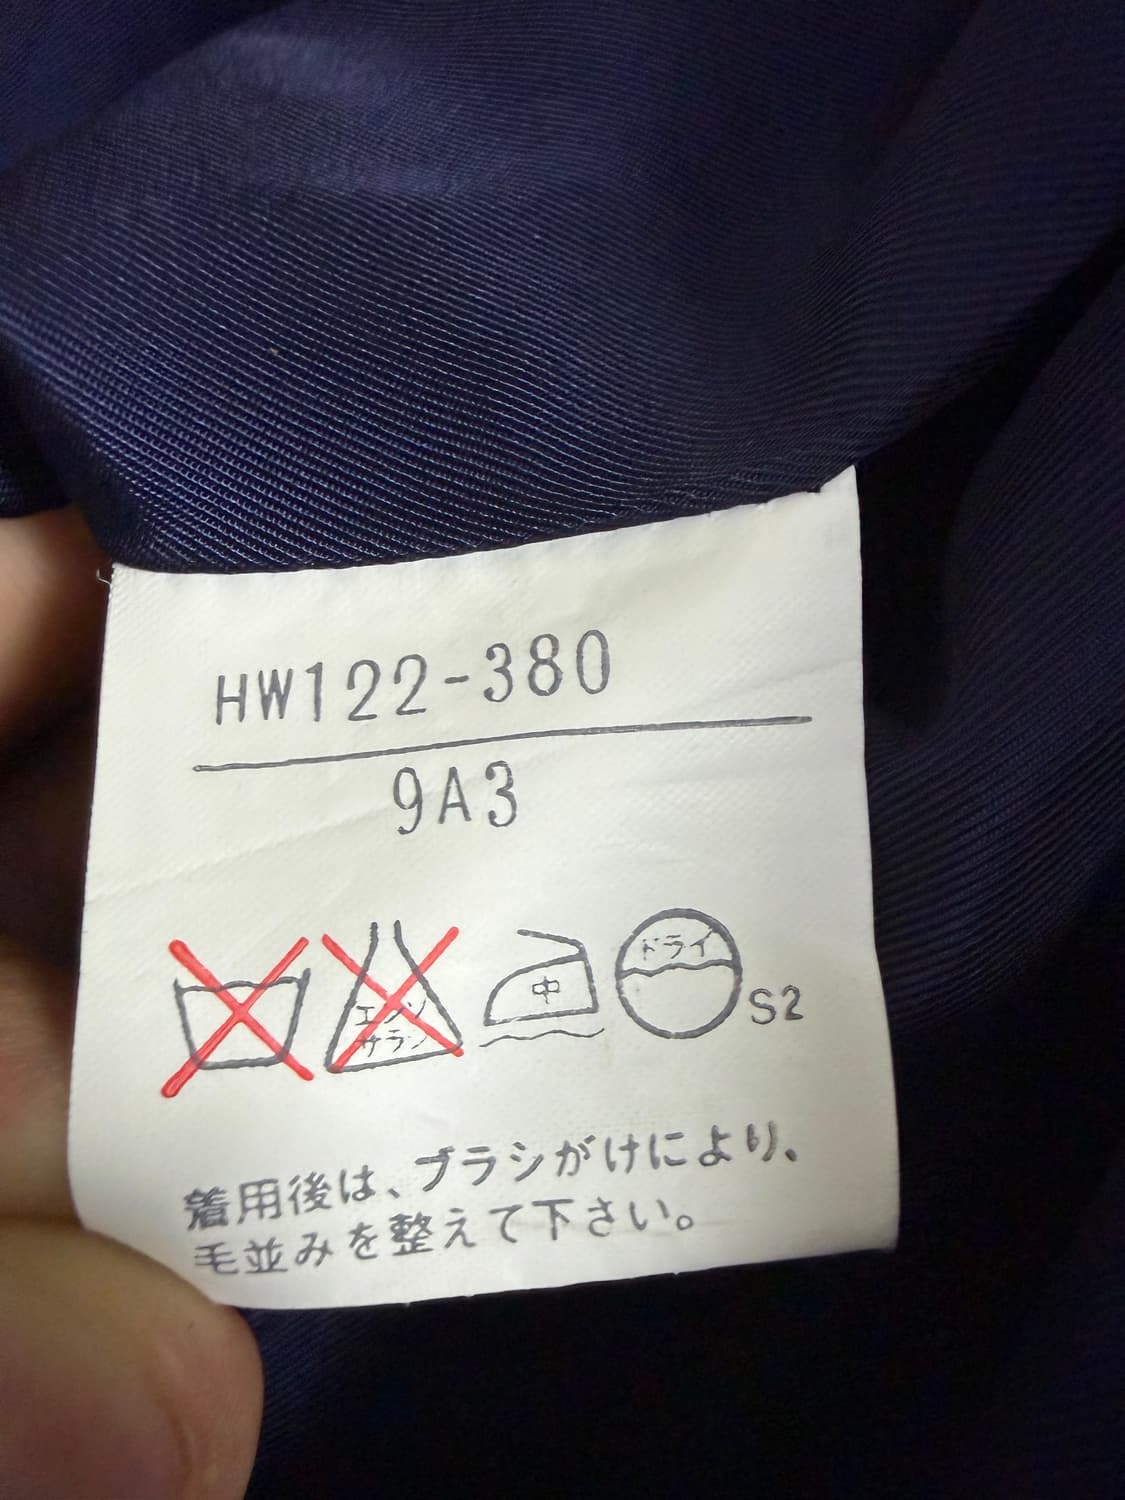 HW122-380
9A3
エンソ
サラシ
中
ドライ
S2
着用後は、ブラシがけにより、
毛並みを整えて下さい。